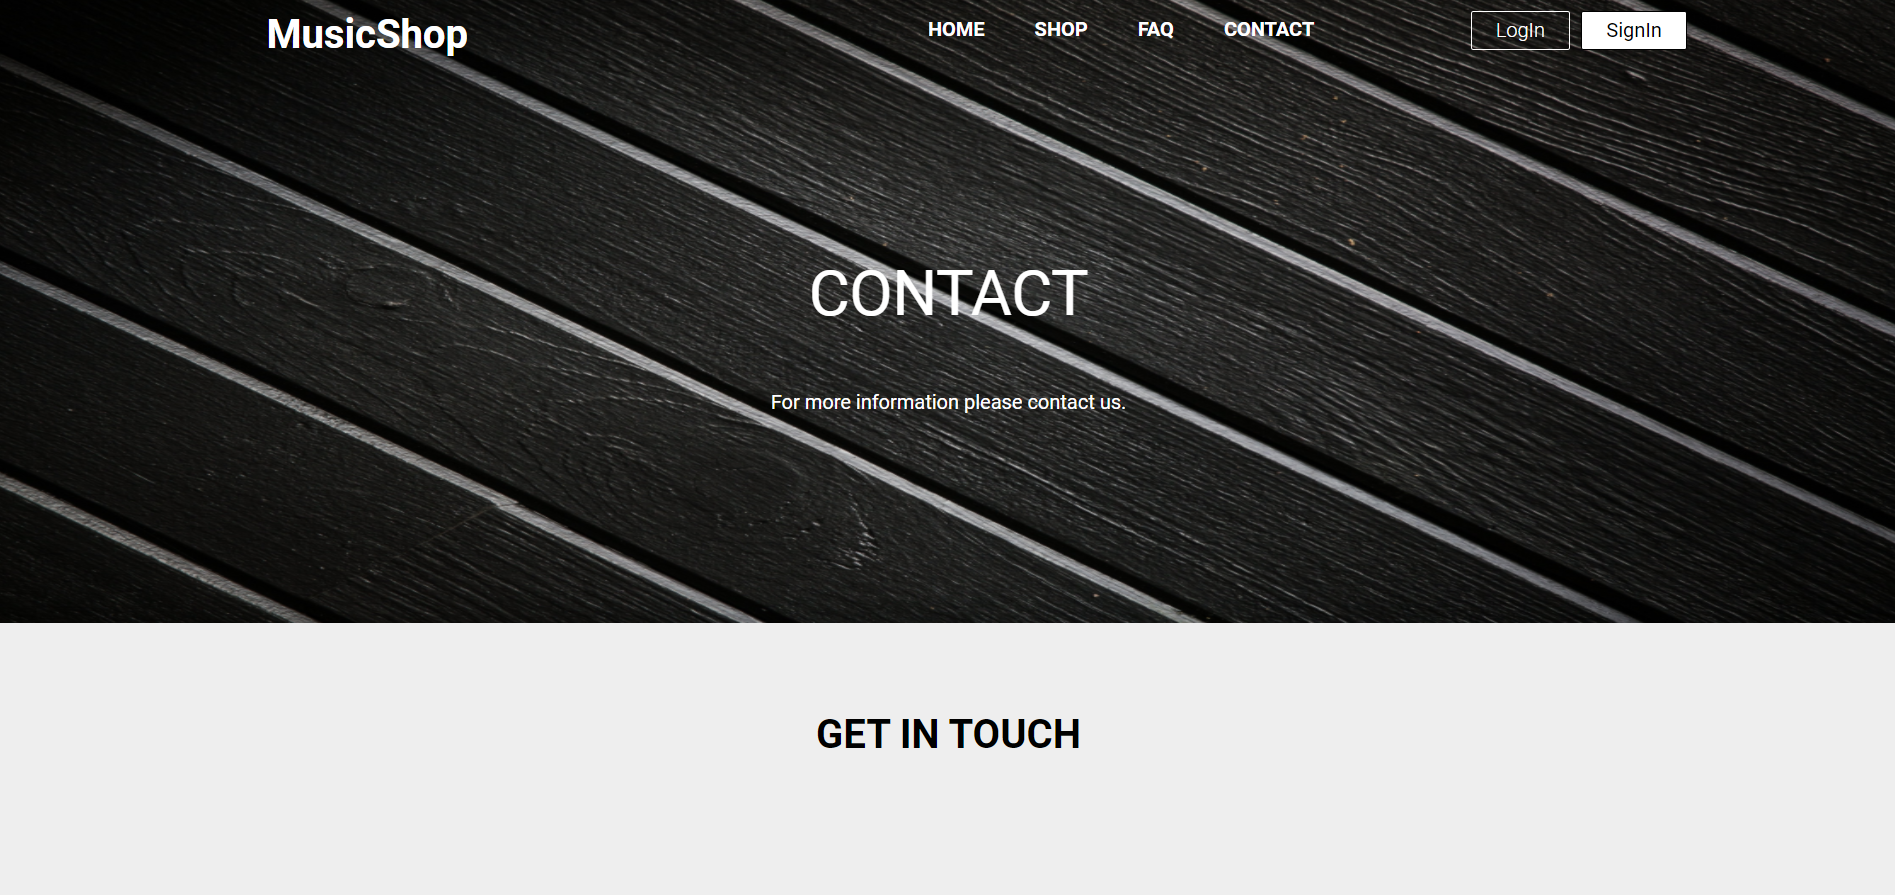 MusicShop
HOME SHOP FAQ CONTACT
LogIn SignIn
CONTACT
For more information please contact us.
GET IN TOUCH